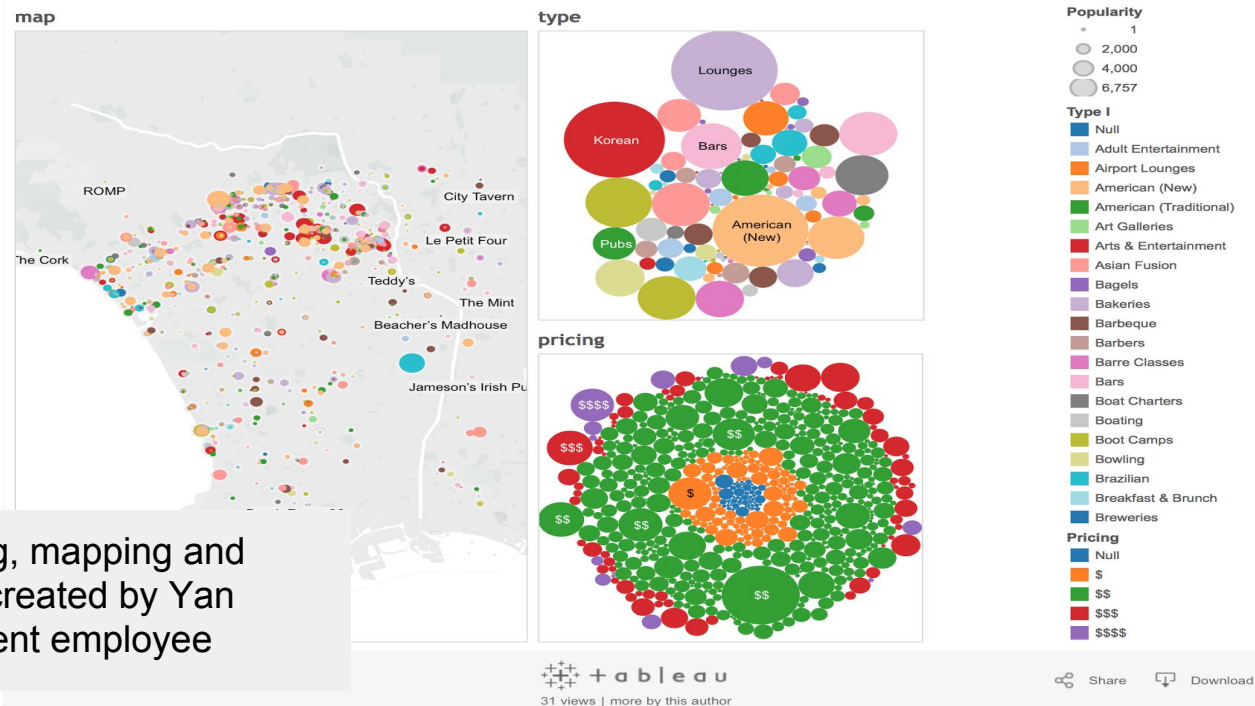 map
ROMP
City Tavern
Le Petit Four
The Cork
Teddy's
The Mint
Beacher's Madhouse
Jameson's Irish Pu
g, mapping and
created by Yan
ent employee
type
Lounges
Korean
Bars
American
(New)
Pubs
pricing
$$$$
$$
$$$
$
$$
$$
$$
Popularity
1
2,000
4,000
6,757
Type I
Null
Adult Entertainment
Airport Lounges
American (New)
American (Traditional)
Art Galleries
Arts & Entertainment
Asian Fusion
Bagels
Bakeries
Barbeque
Barbers
Barre Classes
Bars
Boat Charters
Boating
Boot Camps
Bowling
Brazilian
Breakfast & Brunch
Breweries
Pricing
Null
$
$$
$$$
$$$$
+ a b l e a u
31 views | more by this author
Share
Download